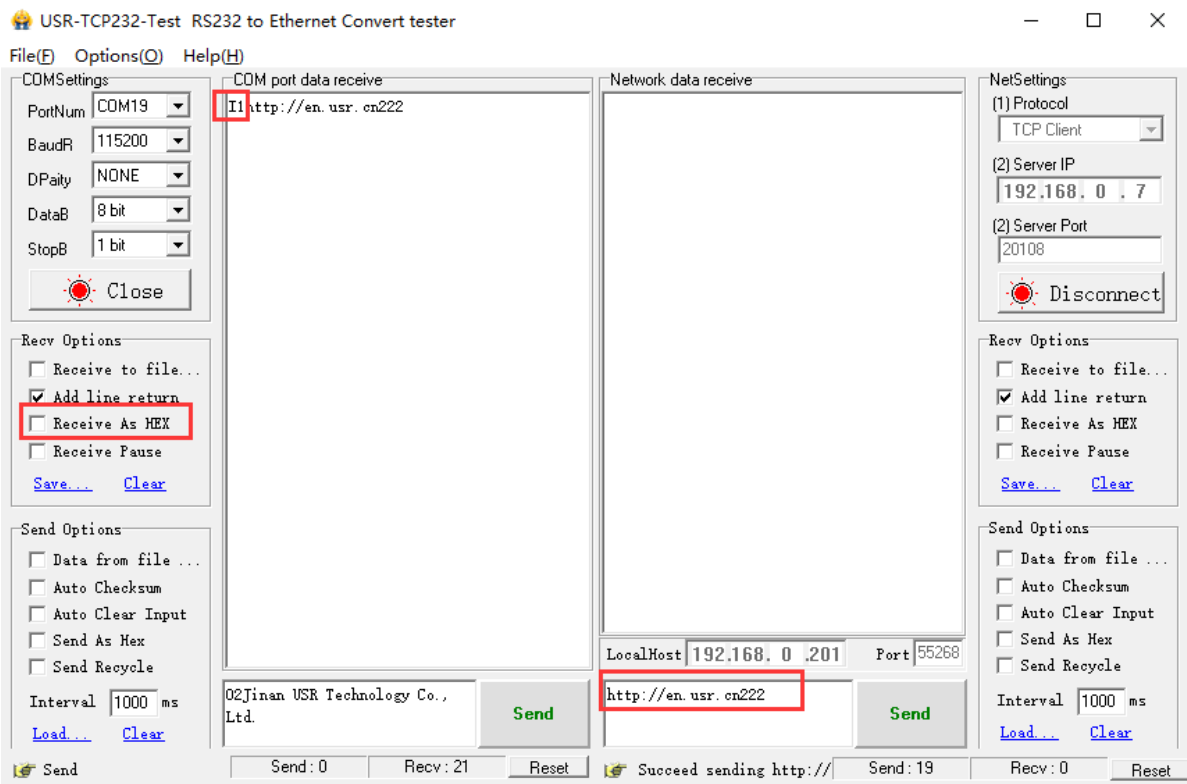 USR-TCP232-Test RS232 to Ethernet Convert tester
File(F) Options(O) Help(H)
COMSettings
PortNum COM19
BaudR 115200
DPaity NONE
DataB 8 bit
StopB 1 bit
Close
Recv Options
Receive to file...
Add line return
Receive As HEX
Receive Pause
Save... Clear
Send Options
Data from file ...
Auto Checksum
Auto Clear Input
Send As Hex
Send Recycle
Interval 1000 ms
Load... Clear
Send
COM port data receive
I1http://en.usr.cn222
02Jinan USR Technology Co.,
Ltd.
Send
Send : 0 Recv : 21 Reset
Network data receive
LocalHost 192.168. 0 .201 Port 55268
http://en.usr.cn222
Send
Succeed sending http:// Send : 19 Recv : 0 Reset
NetSettings
(1) Protocol
TCP Client
(2) Server IP
192.168. 0 . 7
(2) Server Port
20108
Disconnect
Recv Options
Receive to file...
Add line return
Receive As HEX
Receive Pause
Save... Clear
Send Options
Data from file ...
Auto Checksum
Auto Clear Input
Send As Hex
Send Recycle
Interval 1000 ms
Load... Clear